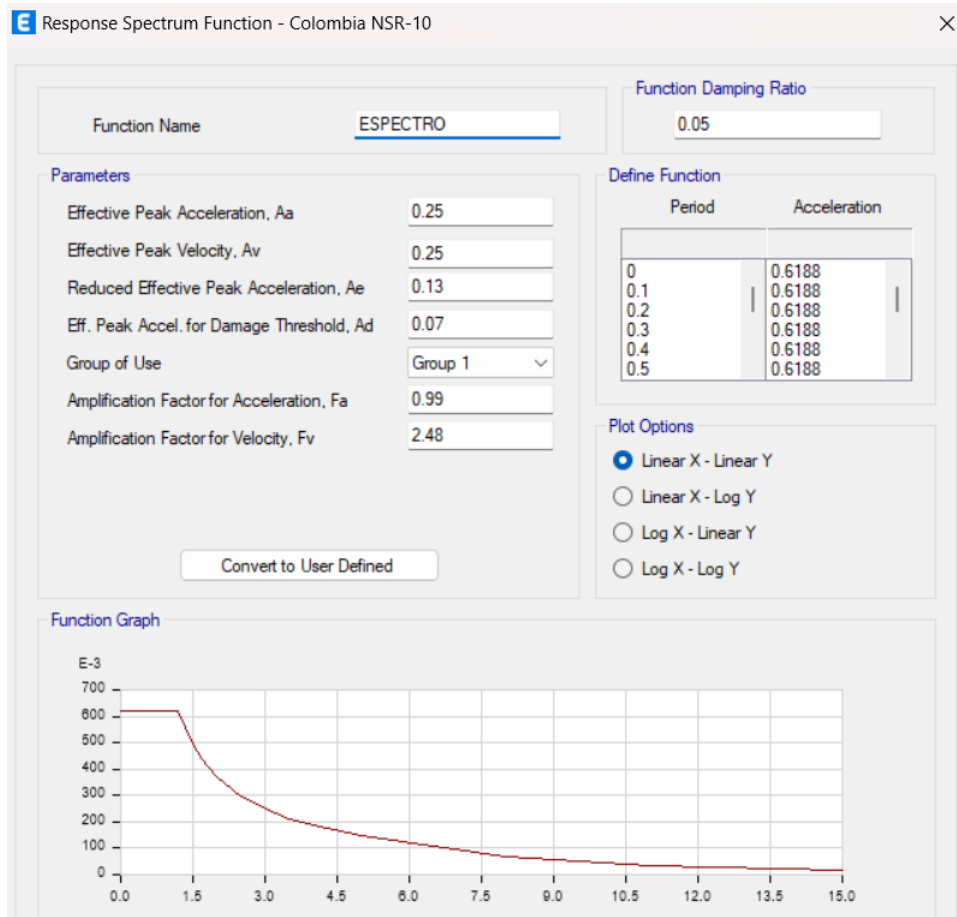 E Response Spectrum Function - Colombia NSR-10
Function Name ESPECTRO
Function Damping Ratio
0.05
Parameters
Effective Peak Acceleration, Aa 0.25
Effective Peak Velocity, Av 0.25
Reduced Effective Peak Acceleration, Ae 0.13
Eff. Peak Accel. for Damage Threshold, Ad 0.07
Group of Use Group 1
Amplification Factor for Acceleration, Fa 0.99
Amplification Factor for Velocity, Fv 2.48
Convert to User Defined
Define Function
Period Acceleration
0 0.6188
0.1 0.6188
0.2 0.6188
0.3 0.6188
0.4 0.6188
0.5 0.6188
Plot Options
Linear X - Linear Y
Linear X - Log Y
Log X - Linear Y
Log X - Log Y
Function Graph
E-3
700
600
500
400
300
200
100
0
0.0 1.5 3.0 4.5 6.0 7.5 9.0 10.5 12.0 13.5 15.0